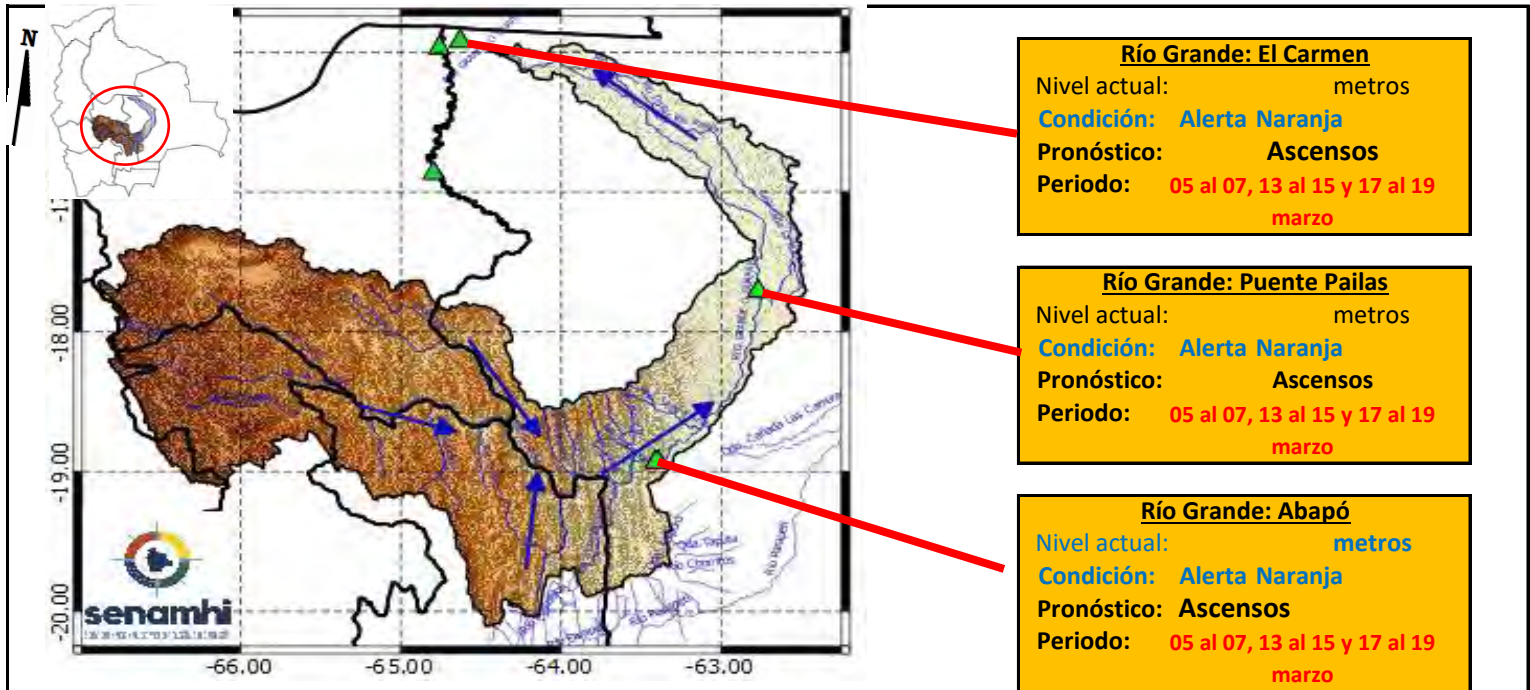 N
-17
-18.00
-19.00
-20.00
-66.00
-65.00
-64.00
-63.00
senamhi
Río Grande: El Carmen
Nivel actual: metros
Condición: Alerta Naranja
Pronóstico: Ascensos
Periodo: 05 al 07, 13 al 15 y 17 al 19
marzo
Río Grande: Puente Pailas
Nivel actual: metros
Condición: Alerta Naranja
Pronóstico: Ascensos
Periodo: 05 al 07, 13 al 15 y 17 al 19
marzo
Río Grande: Abapó
Nivel actual: metros
Condición: Alerta Naranja
Pronóstico: Ascensos
Periodo: 05 al 07, 13 al 15 y 17 al 19
marzo